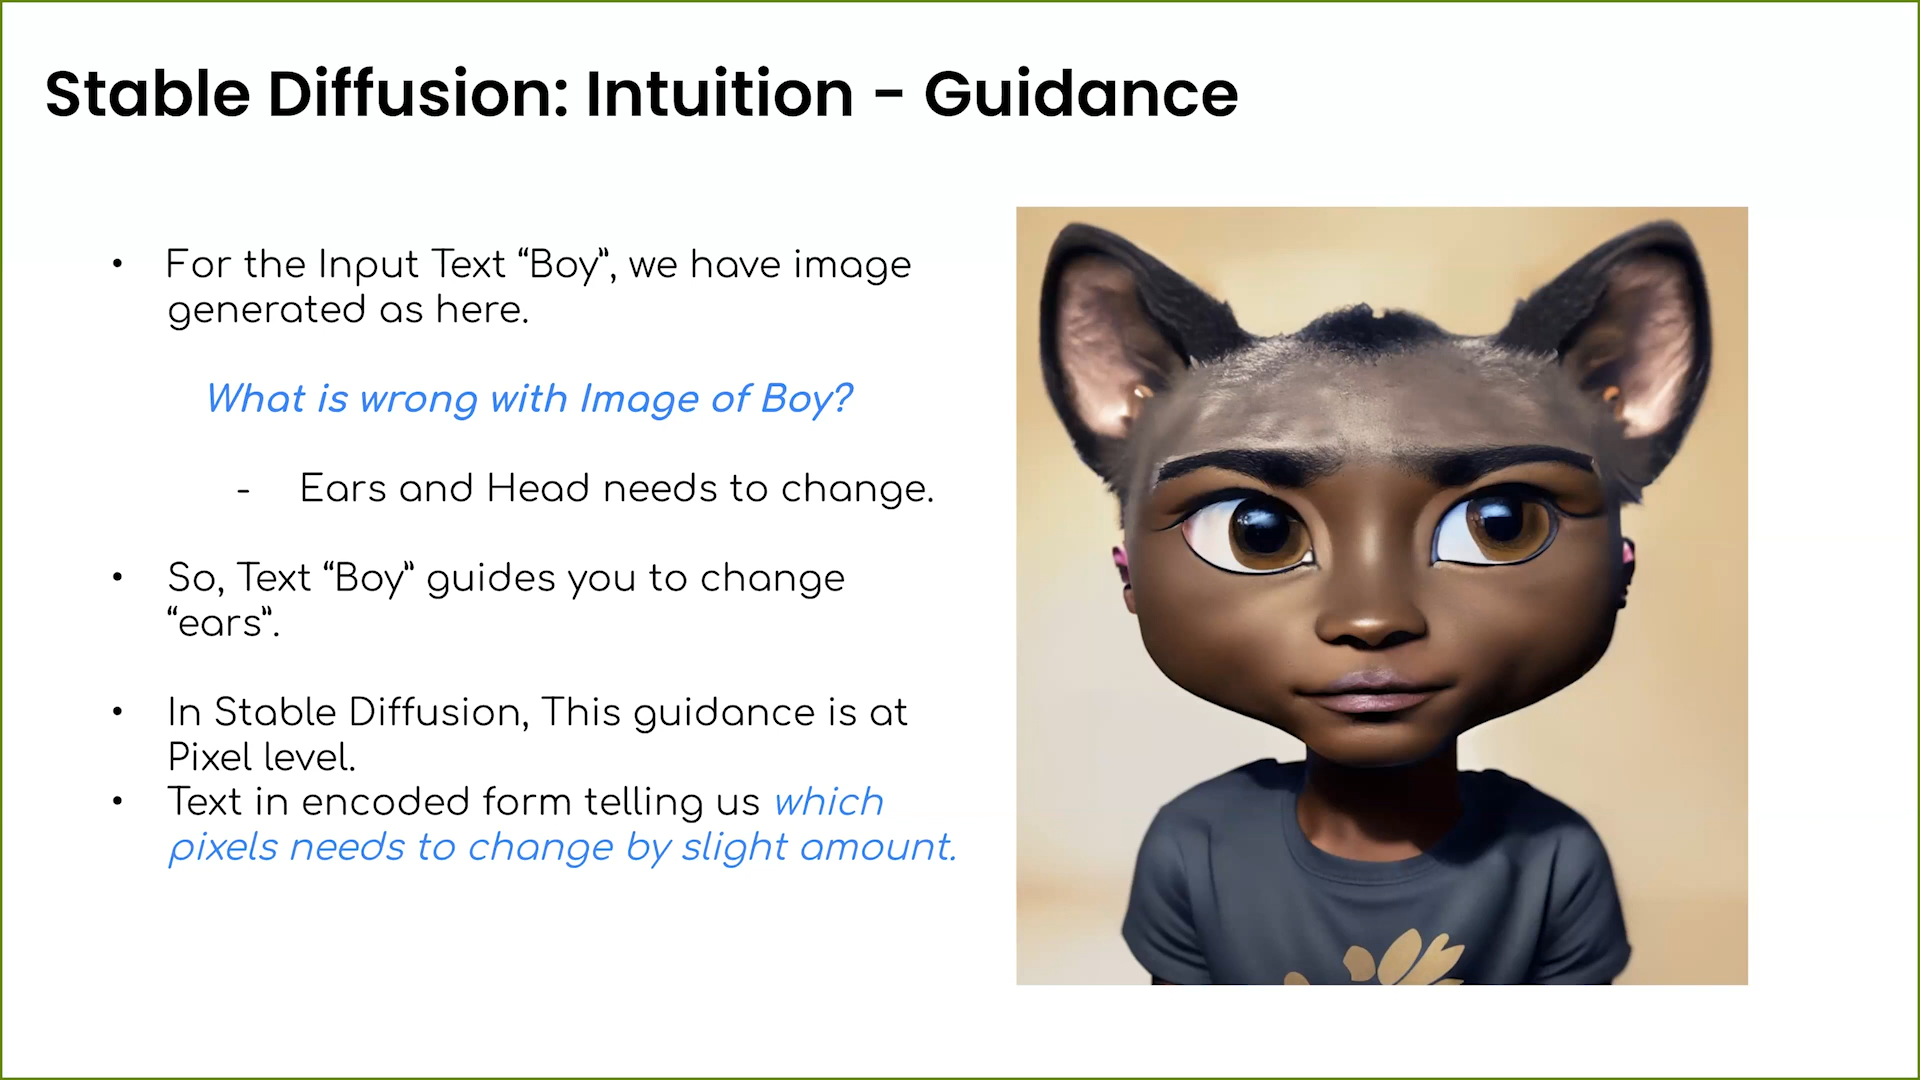 Stable Diffusion: Intuition - Guidance
• For the Input Text “Boy”, we have image
generated as here.
What is wrong with Image of Boy?
- Ears and Head needs to change.
• So, Text “Boy” guides you to change
“ears”.
• In Stable Diffusion, This guidance is at
Pixel level.
• Text in encoded form telling us which
pixels needs to change by slight amount.